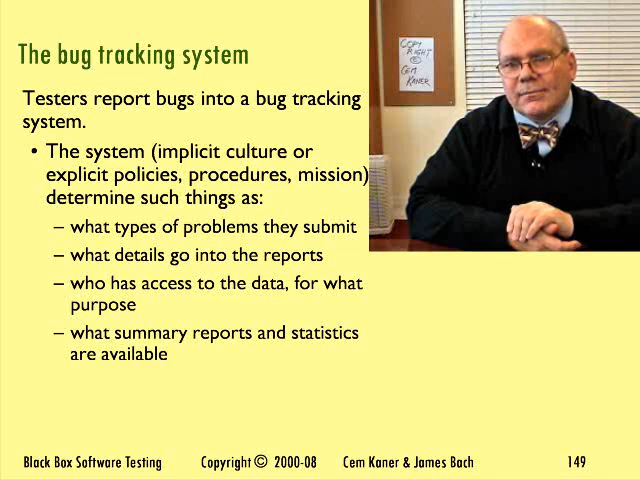 The bug tracking system
COPY
RIGHT
©
CEM
KANER
Testers report bugs into a bug tracking
system.
• The system (implicit culture or
explicit policies, procedures, mission)
determine such things as:
– what types of problems they submit
– what details go into the reports
– who has access to the data, for what
purpose
– what summary reports and statistics
are available
Black Box Software Testing Copyright © 2000-08 Cem Kaner & James Bach 149